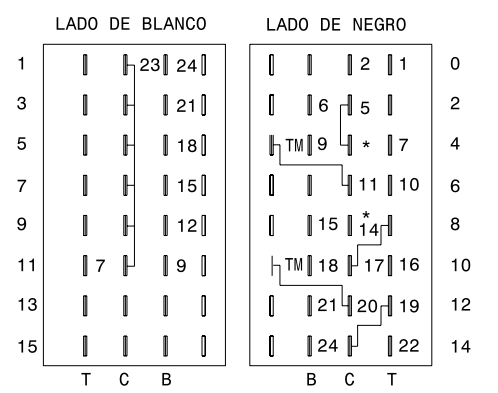 LADO DE BLANCO LADO DE NEGRO
1 23 24 2 1 0
3 21 6 5 2
5 18 TM 9 * 7 4
7 15 11 10 6
9 12 15 * 14 8
11 7 9 TM 18 17 16 10
13 21 20 19 12
15 24 22 14
T C B B C T